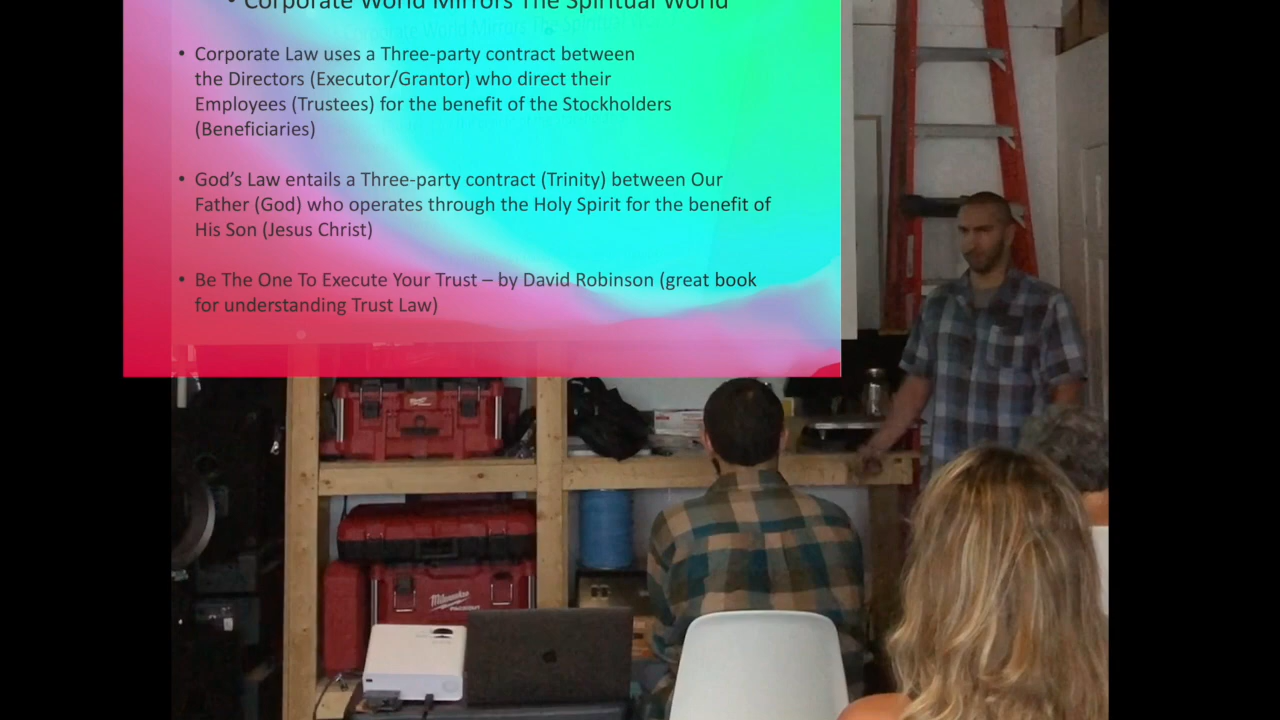 • Corporate World Mirrors The Spiritual World
• Corporate Law uses a Three-party contract between
the Directors (Executor/Grantor) who direct their
Employees (Trustees) for the benefit of the Stockholders
(Beneficiaries)
• God's Law entails a Three-party contract (Trinity) between Our
Father (God) who operates through the Holy Spirit for the benefit of
His Son (Jesus Christ)
• Be The One To Execute Your Trust – by David Robinson (great book
for understanding Trust Law)
Milwaukee
PACKOUT